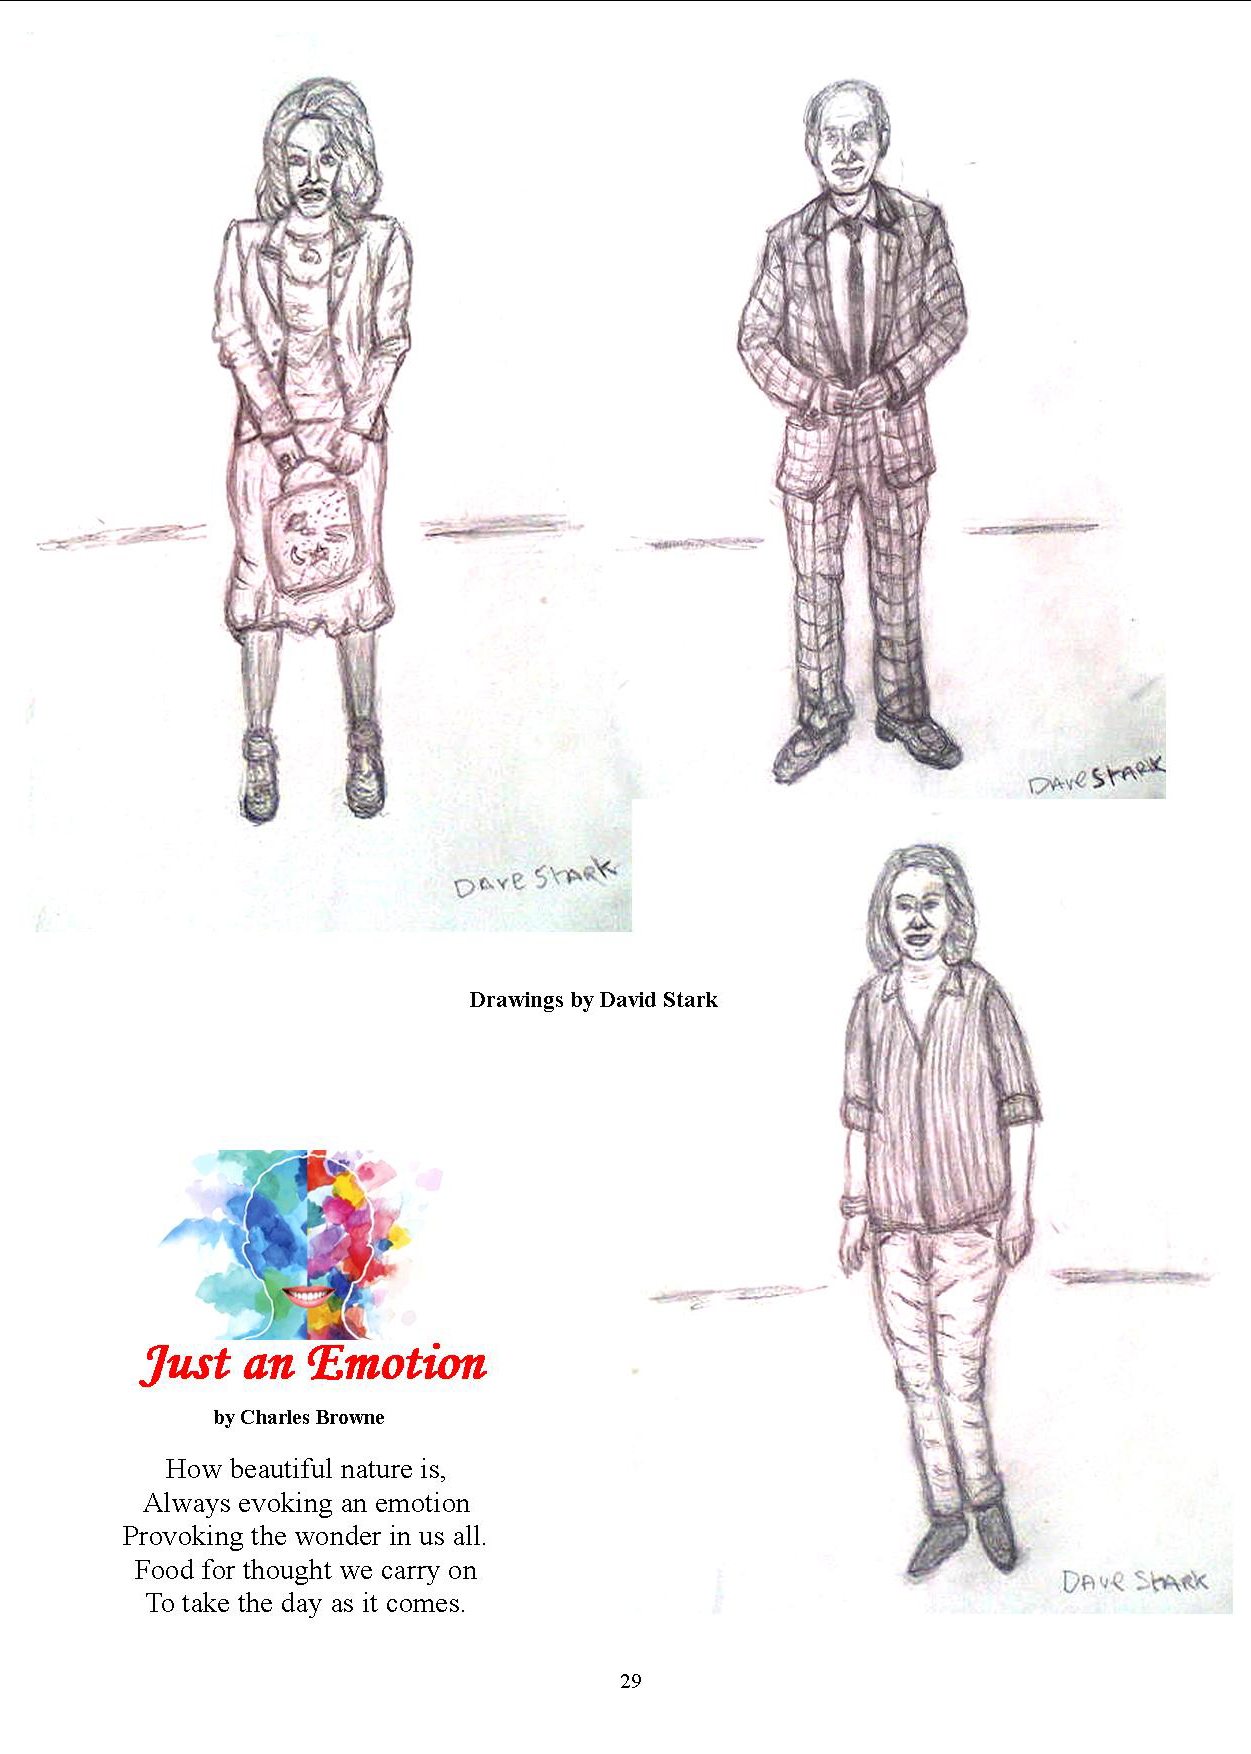 Dave Stark
Dave Stark
Drawings by David Stark
Just an Emotion
by Charles Browne
How beautiful nature is,
Always evoking an emotion
Provoking the wonder in us all.
Food for thought we carry on
To take the day as it comes.
Dave Stark
29